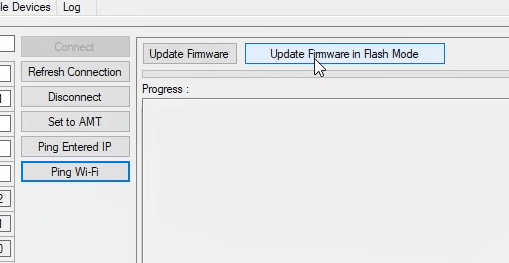 le Devices Log
Connect
Update Firmware
Update Firmware in Flash Mode
Refresh Connection
Disconnect
Progress :
Set to AMT
Ping Entered IP
Ping Wi-Fi